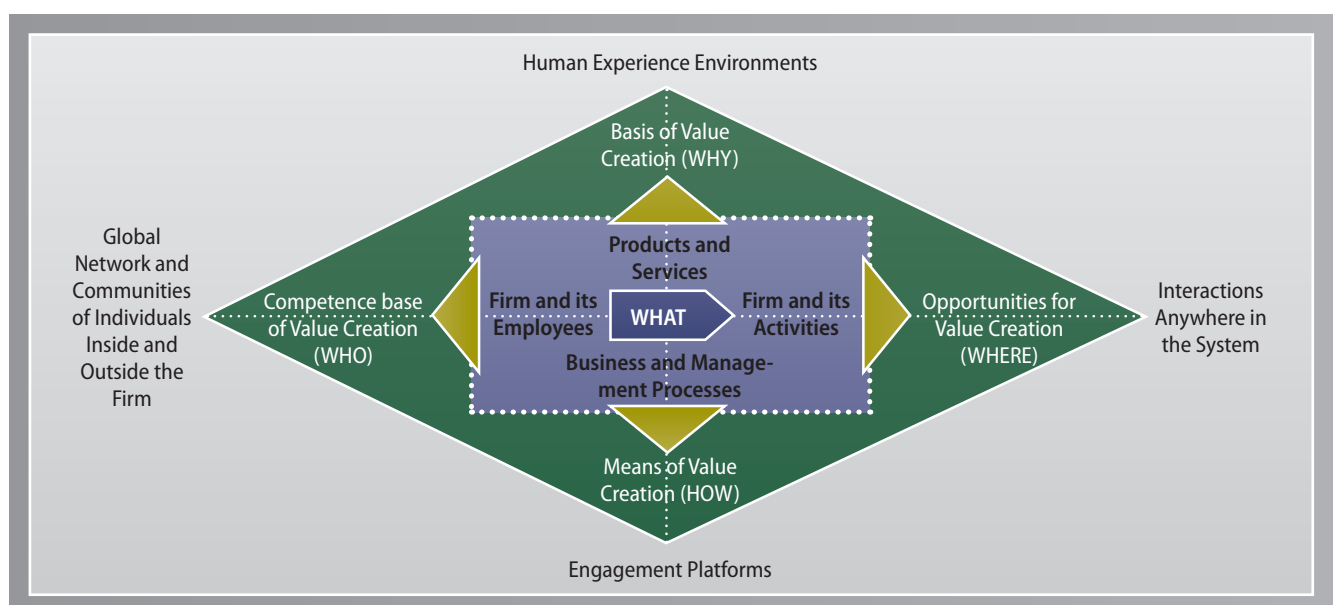 Human Experience Environments
Basis of Value
Creation (WHY)
Global
Network and
Communities
of Individuals
Inside and
Outside the
Firm
Competence base
of Value Creation
(WHO)
Products and
Services
Firm and its
Employees
WHAT
Firm and its
Activities
Business and Manage-
ment Processes
Opportunities for
Value Creation
(WHERE)
Interactions
Anywhere in
the System
Means of Value
Creation (HOW)
Engagement Platforms